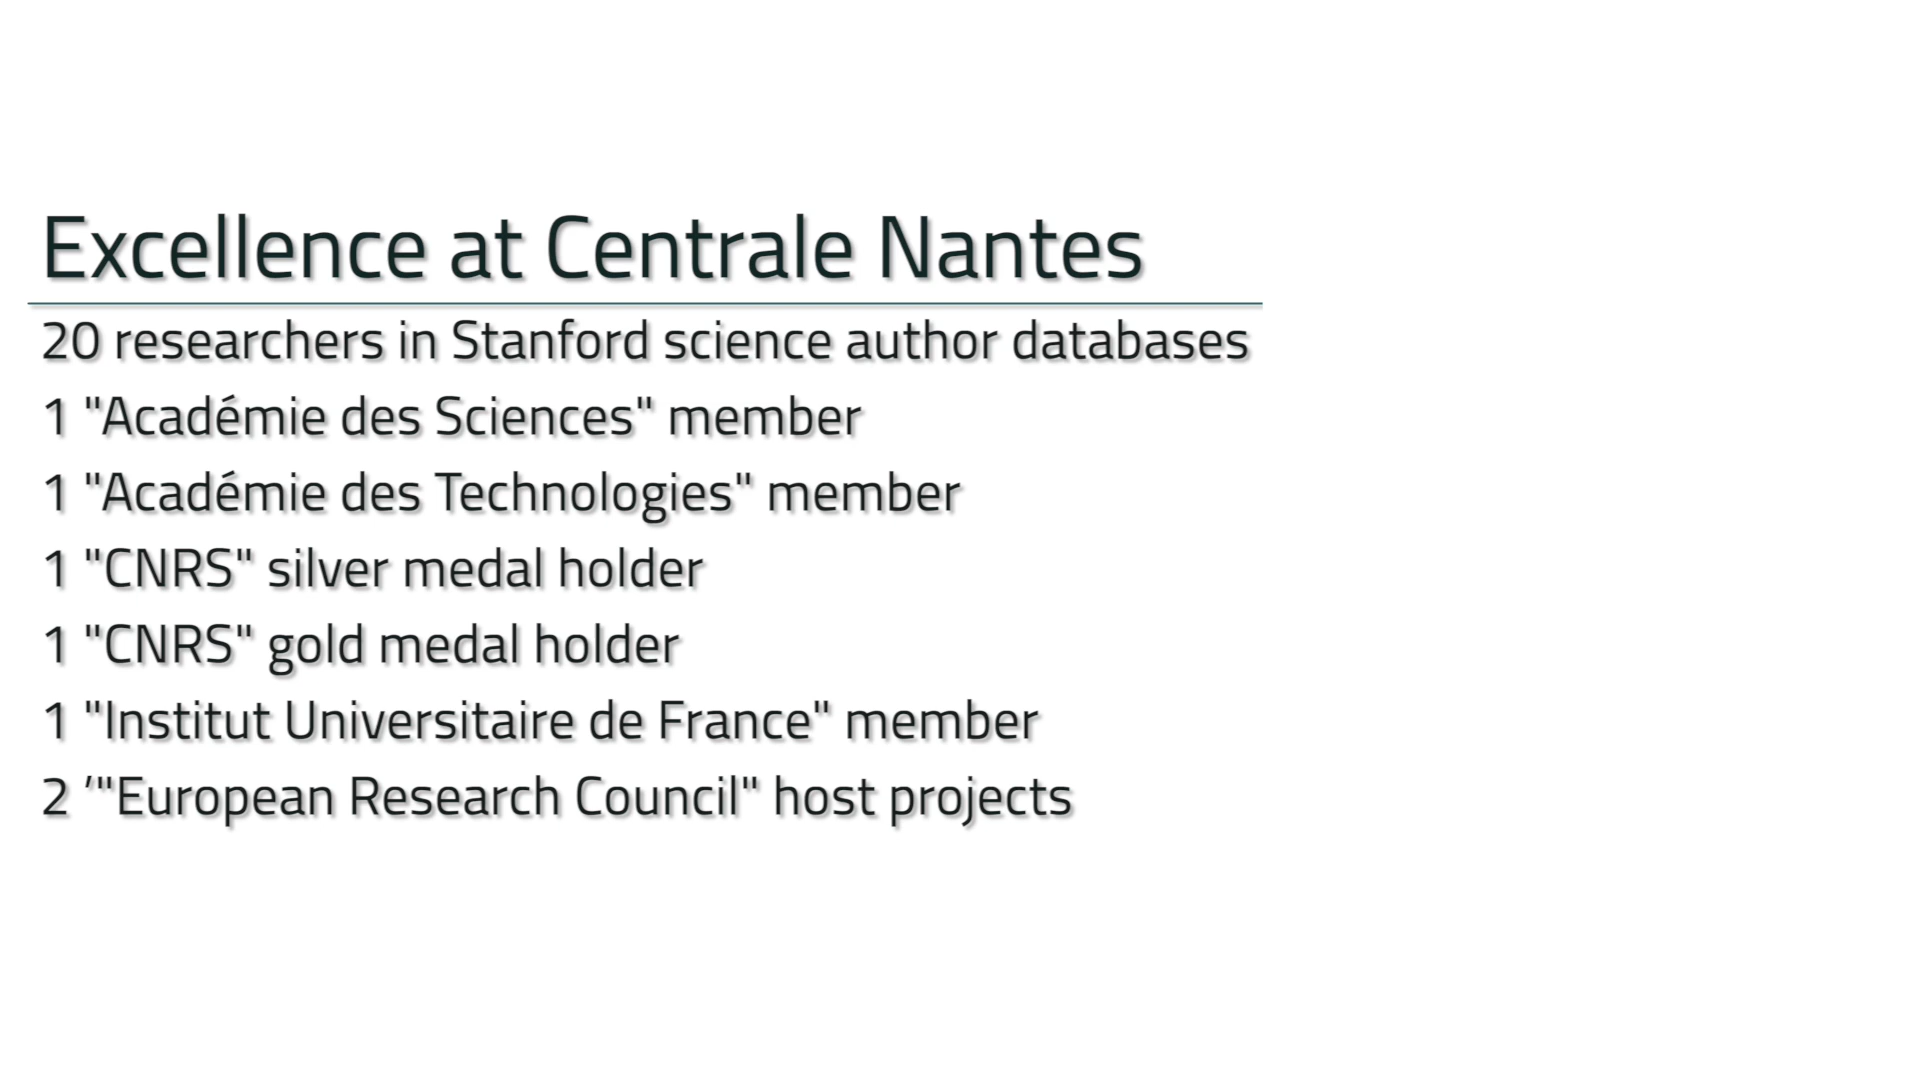 Excellence at Centrale Nantes
20 researchers in Stanford science author databases
1 "Académie des Sciences" member
1 "Académie des Technologies" member
1 "CNRS" silver medal holder
1 "CNRS" gold medal holder
1 "Institut Universitaire de France" member
2 ’"European Research Council" host projects